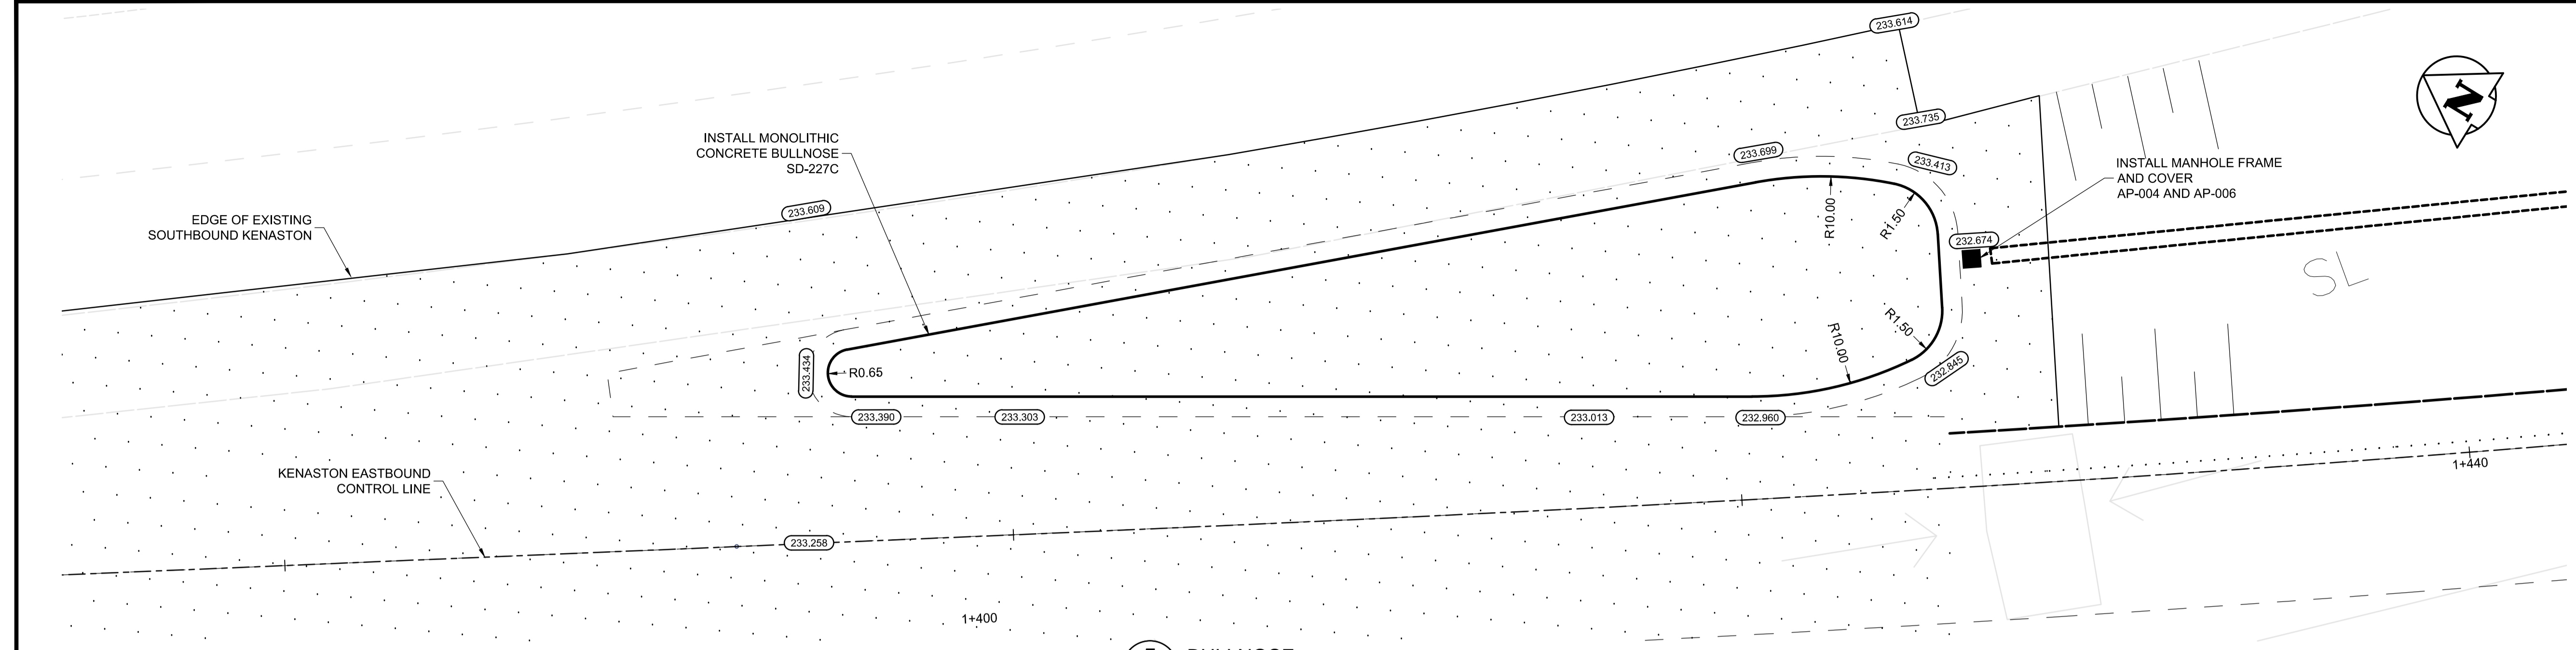 233.614
233.735
N
INSTALL MONOLITHIC
CONCRETE BULLNOSE
SD-227C
233.699
233.413
INSTALL MANHOLE FRAME
AND COVER
AP-004 AND AP-006
EDGE OF EXISTING
SOUTHBOUND KENASTON
233.609
R10.00
R1.50
232.674
SL
233.434
R0.65
R10.00
R1.50
232.845
233.390
233.303
233.013
232.960
KENASTON EASTBOUND
CONTROL LINE
233.258
1+440
1+400